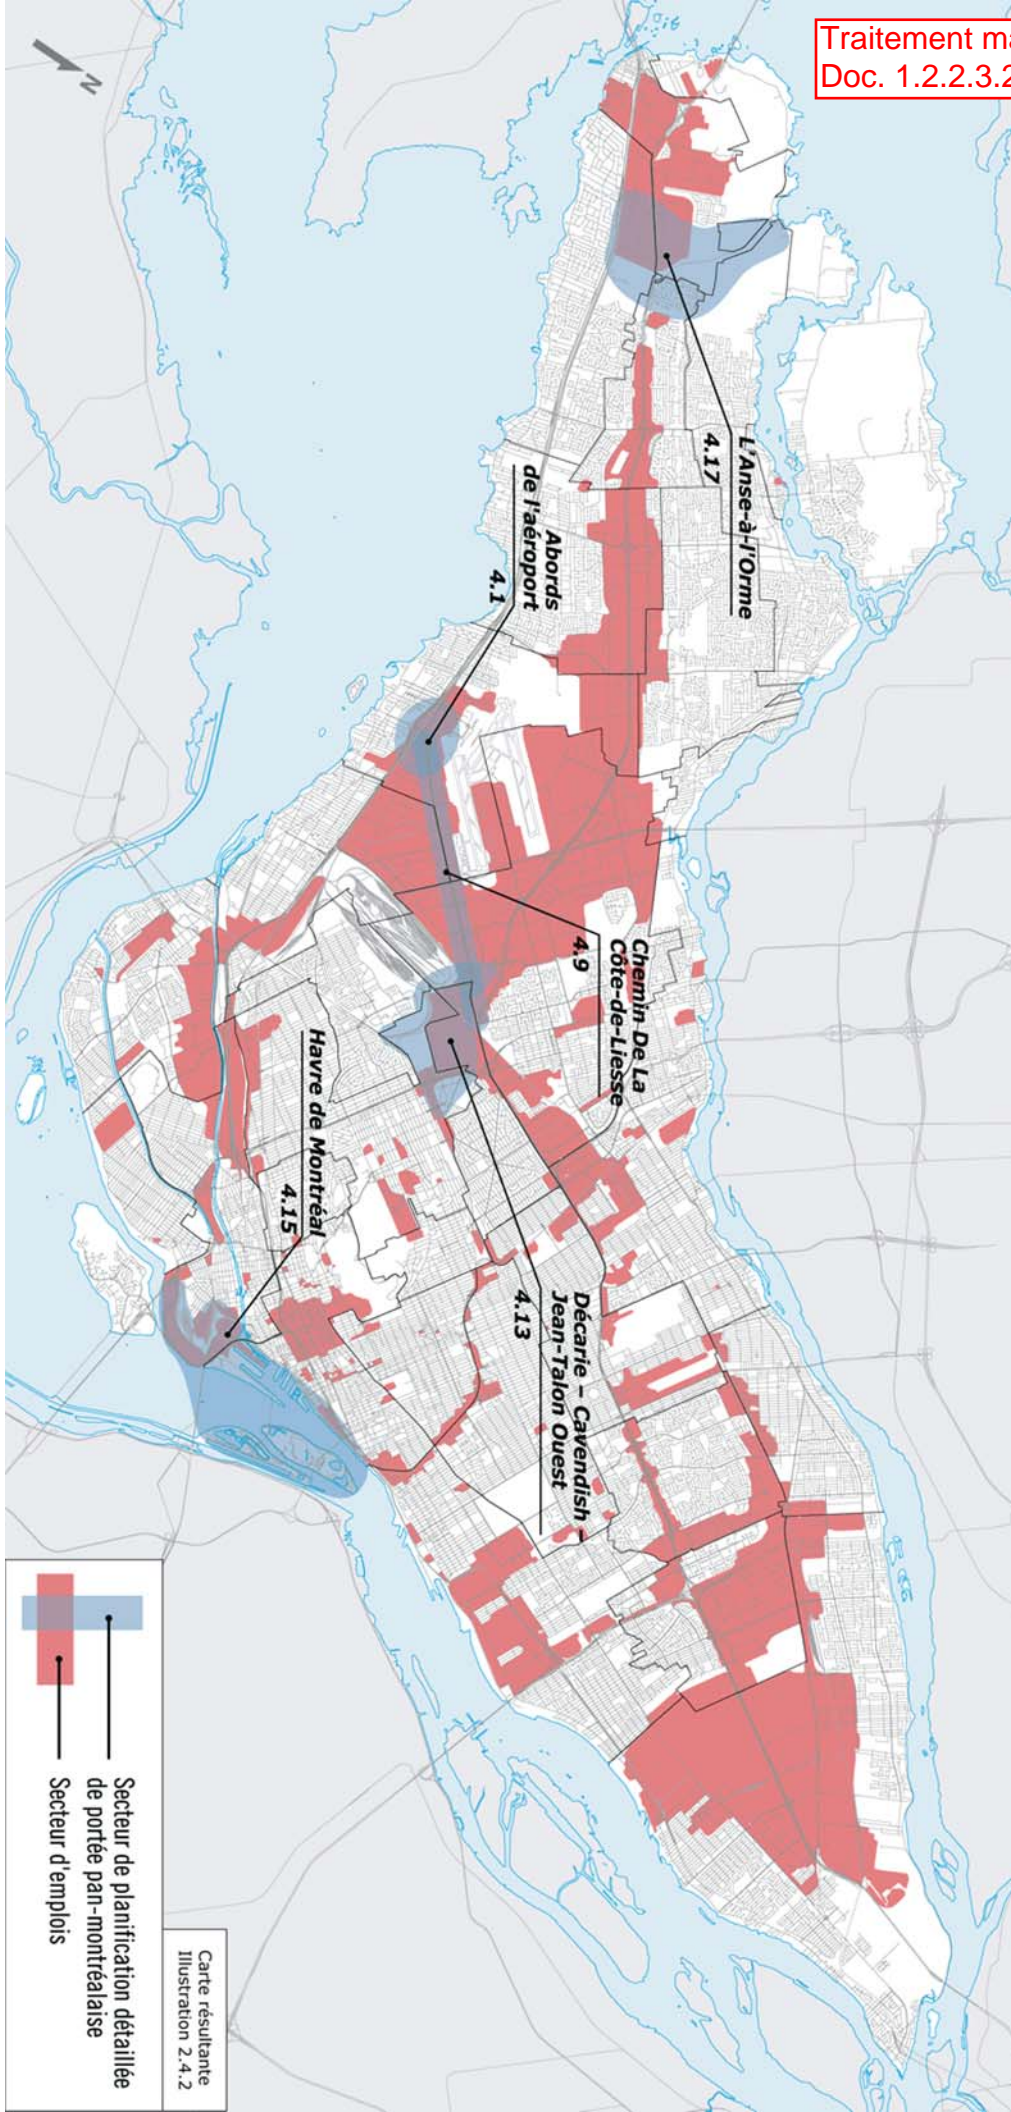 Traitement ma
Doc. 1.2.2.3.2
N
L'Anse-à-l'Orme
4.17
Abords
de l'aéroport
4.1
Chemin De La
Côte-de-Liesse
4.9
Décarie – Cavendish –
Jean-Talon Ouest
4.13
Havre de Montréal
4.15
Secteur de planification détaillée
de portée pan-montréalaise
Secteur d'emplois
Carte résultante
Illustration 2.4.2